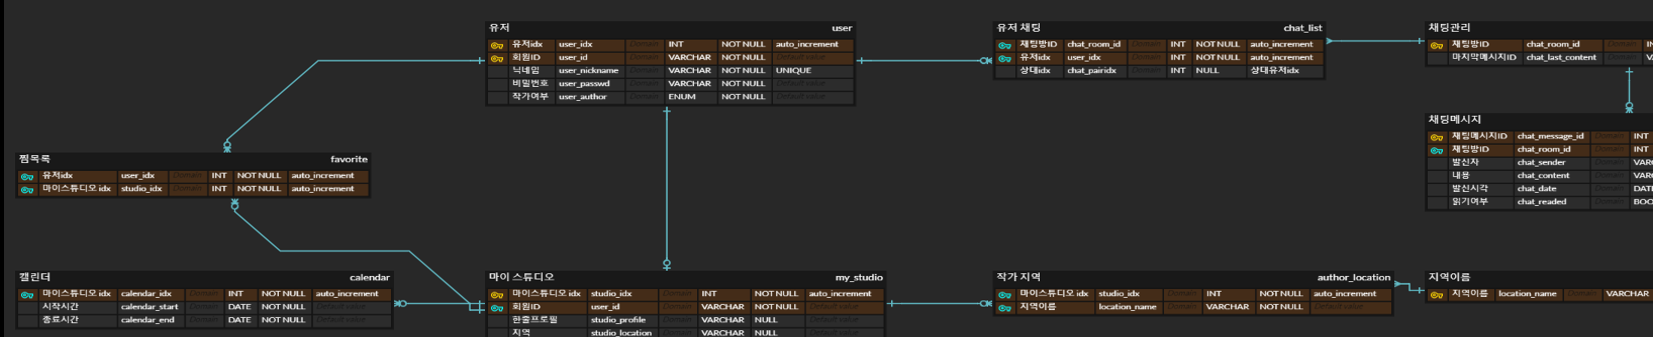 유저 user
유저idx user_idx Domain INT NOT NULL auto_increment
회원ID user_id Domain VARCHAR NOT NULL Default value
닉네임 user_nickname Domain VARCHAR NOT NULL UNIQUE
비밀번호 user_passwd Domain VARCHAR NOT NULL Default value
작가여부 user_author Domain ENUM NOT NULL Default value
유저 채팅 chat_list
채팅방ID chat_room_id Domain INT NOT NULL auto_increment
유저idx user_idx Domain INT NOT NULL auto_increment
상대idx chat_pairidx Domain INT NULL 상대유저idx
채팅관리
채팅방ID chat_room_id Domain
마지막메시지ID chat_last_content Domain
채팅메시지
채팅메시지ID chat_message_id Domain INT
채팅방ID chat_room_id Domain INT
발신자 chat_sender Domain
내용 chat_content Domain
발신시각 chat_date Domain
읽기여부 chat_readed Domain
찜목록 favorite
유저idx user_idx Domain INT NOT NULL auto_increment
마이스튜디오 idx studio_idx Domain INT NOT NULL auto_increment
캘린더 calendar
마이스튜디오 idx calendar_idx Domain INT NOT NULL auto_increment
시작시간 calendar_start Domain DATE NOT NULL Default value
종료시간 calendar_end Domain DATE NOT NULL Default value
마이 스튜디오 my_studio
마이스튜디오 idx studio_idx Domain INT NOT NULL auto_increment
회원ID user_id Domain VARCHAR NOT NULL Default value
한줄프로필 studio_profile Domain VARCHAR NULL Default value
지역 studio_location Domain VARCHAR NULL Default value
작가 지역 author_location
마이스튜디오 idx studio_idx Domain INT NOT NULL auto_increment
지역이름 location_name Domain VARCHAR NOT NULL Default value
지역이름
지역이름 location_name Domain VARCHAR